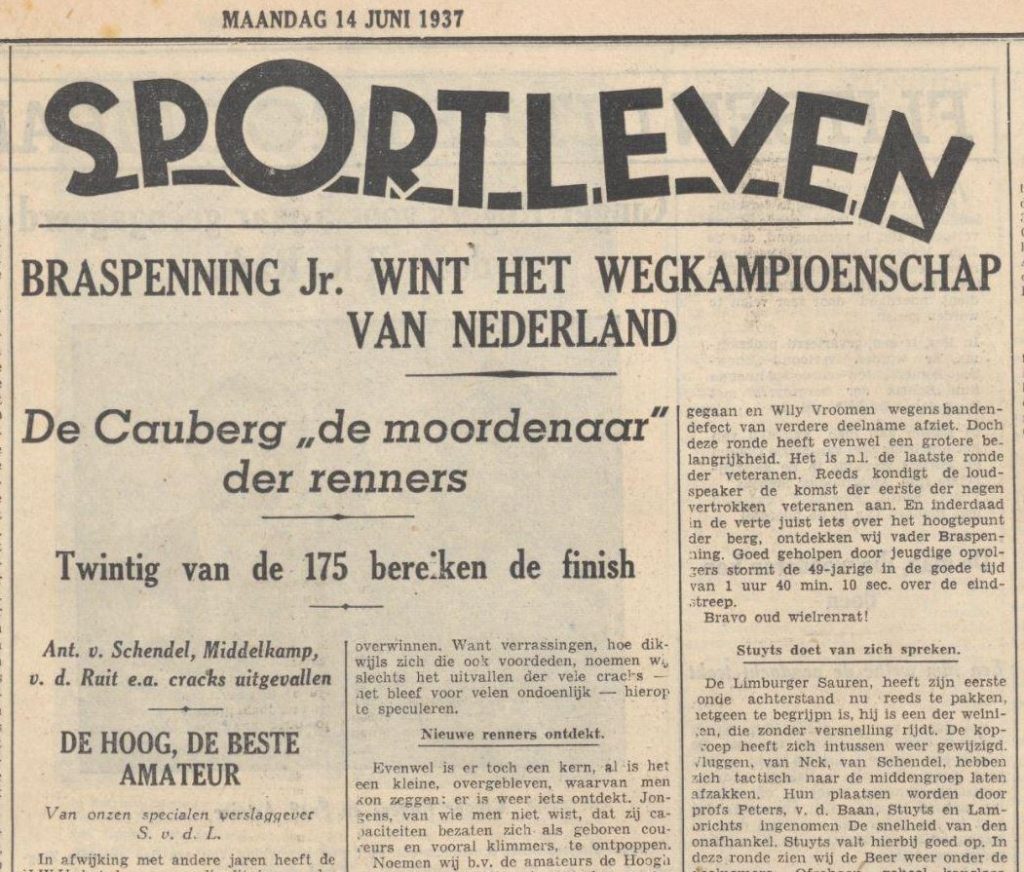 MAANDAG 14 JUNI 1937
SPORTLEVEN
BRASPENNING Jr. WINT HET WEGKAMPIOENSCHAP
VAN NEDERLAND
De Cauberg „de moordenaar"
der renners
Twintig van de 175 bereiken de finish
Ant. v. Schendel, Middelkamp,
v. d. Ruit e.a. cracks uitgevallen
DE HOOG, DE BESTE
AMATEUR
Van onzen specialen verslaggever
S. v. d. L.
In afwijking met andere jaren heeft de
overwinnen. Want verrassingen, hoe dik-
wijls zich die ook voordeden, noemen wij
slechts het uitvallen der vele cracks —
het bleef voor velen ondoenlijk — hierop
te speculeren.
Nieuwe renners ontdekt.
Evenwel is er toch een kern, al is het
een kleine, overgebleven, waarvan men
kon zeggen: er is weer iets ontdekt. Jon-
gens, van wie men niet wist, dat zij ca-
paciteiten bezaten zich als geboren cou-
reurs en vooral klimmers, te ontpoppen.
Noemen wij b.v. de amateurs de Hoogh
gegaan en Wlly Vroomen wegens banden-
defect van verdere deelname afziet. Doch
deze ronde heeft evenwel een grotere be-
langrijkheid. Het is n.l. de laatste ronde
der veteranen. Reeds kondigt de loud-
speaker de komst der eerste der negen
vertrokken veteranen aan. En inderdaad
in de verte juist iets over het hoogtepunt
der berg, ontdekken wij vader Braspen-
ning. Goed geholpen door jeugdige opvol-
gers stormt de 49-jarige in de goede tijd
van 1 uur 40 min. 10 sec. over de eind-
streep.
Bravo oud wielrenrat!
Stuyts doet van zich spreken.
De Limburger Sauren, heeft zijn eerste
ronde achterstand nu reeds te pakken,
hetgeen te begrijpn is, hij is een der weini-
gen, die zonder versnelling rijdt. De kop-
groep heeft zich intussen weer gewijzigd.
Vluggen, van Nek, van Schendel, hebben
zich tactisch naar de middengroep laten
afzakken. Hun plaatsen worden door
profs Peters, v. d. Baan, Stuyts en Lam-
brichts ingenomen De snelheid van den
onafhankel. Stuyts valt hierbij goed op. In
deze ronde zien wij de Beer weer onder de